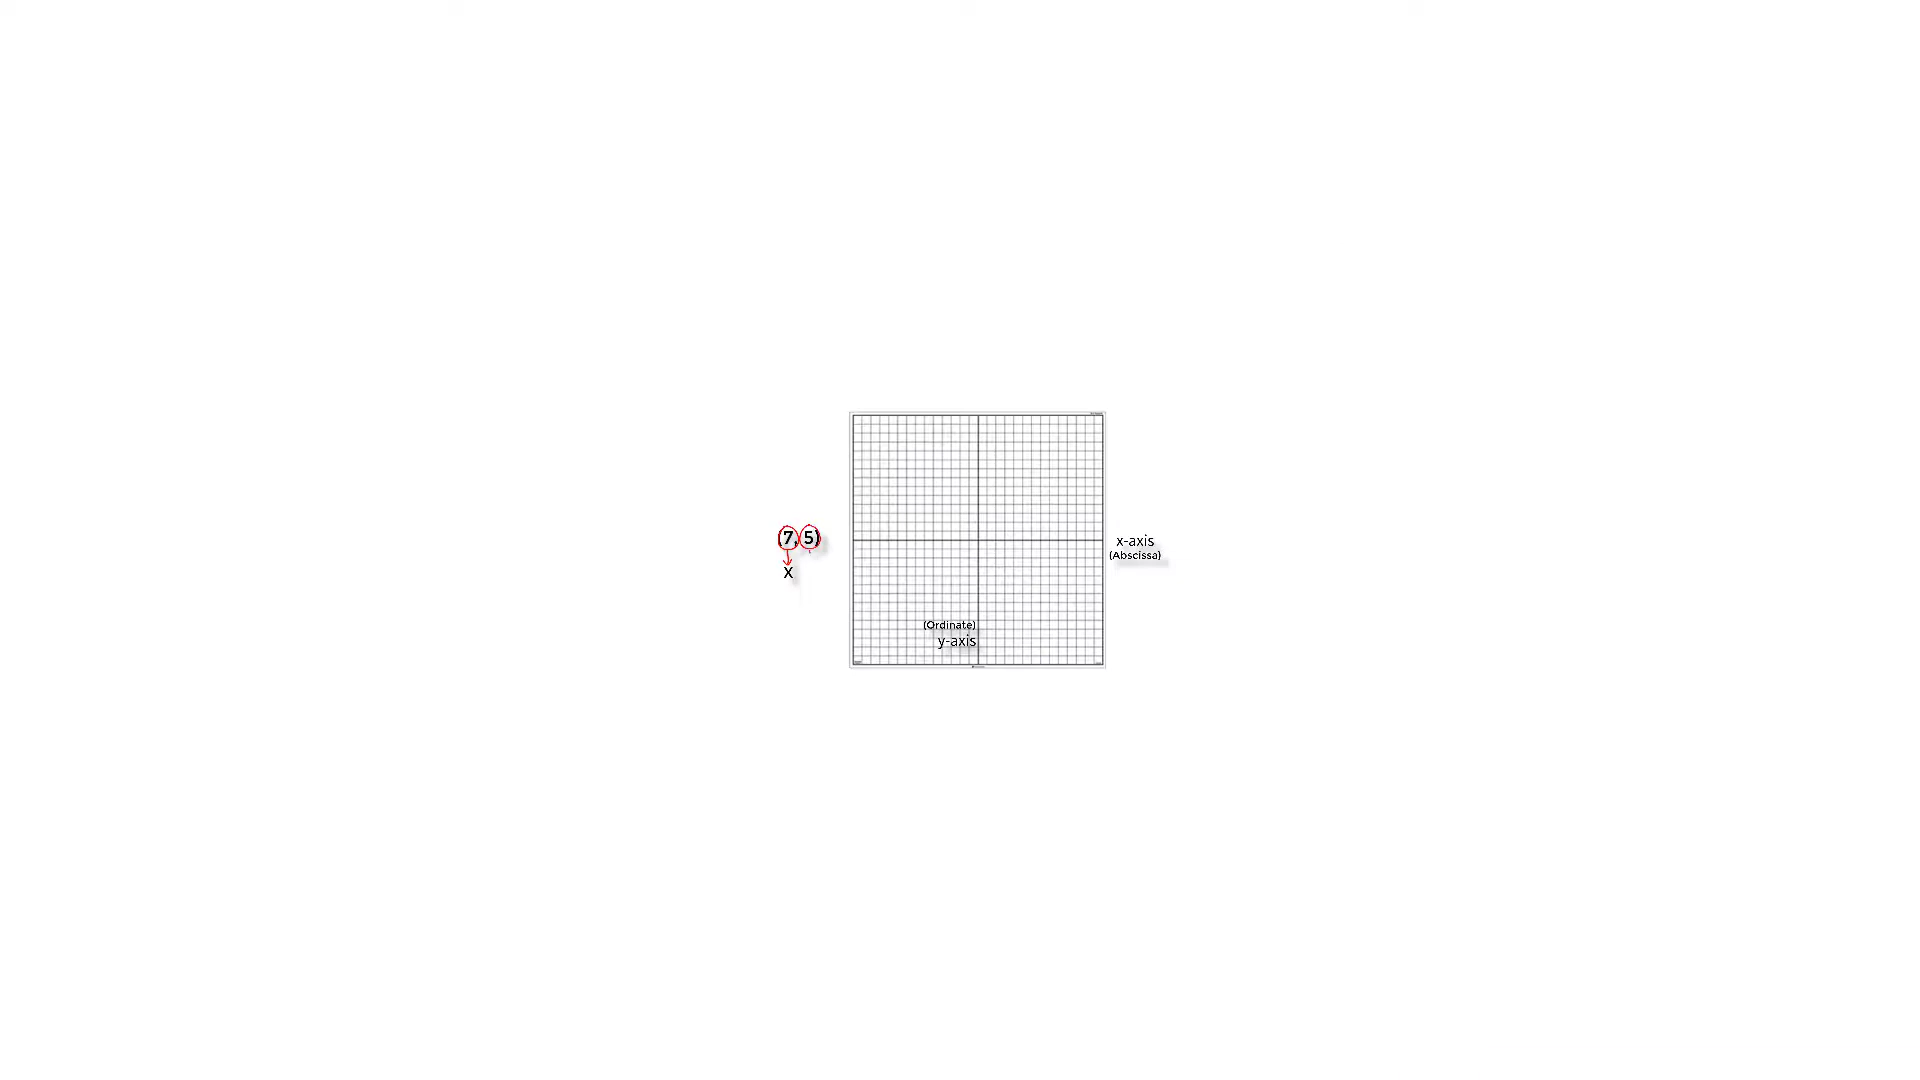 (7, 5)
X
x-axis
(Abscissa)
(Ordinate)
y-axis